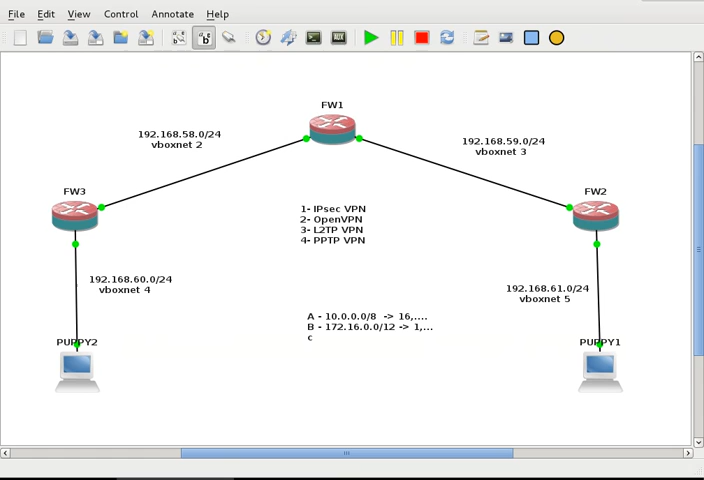 File Edit View Control Annotate Help
FW1
192.168.58.0/24
vboxnet 2
192.168.59.0/24
vboxnet 3
FW3
FW2
1- IPsec VPN
2- OpenVPN
3- L2TP VPN
4- PPTP VPN
192.168.60.0/24
vboxnet 4
192.168.61.0/24
vboxnet 5
A - 10.0.0.0/8 -> 16,....
B - 172.16.0.0/12 -> 1,...
c
PUPPY2
PUPPY1